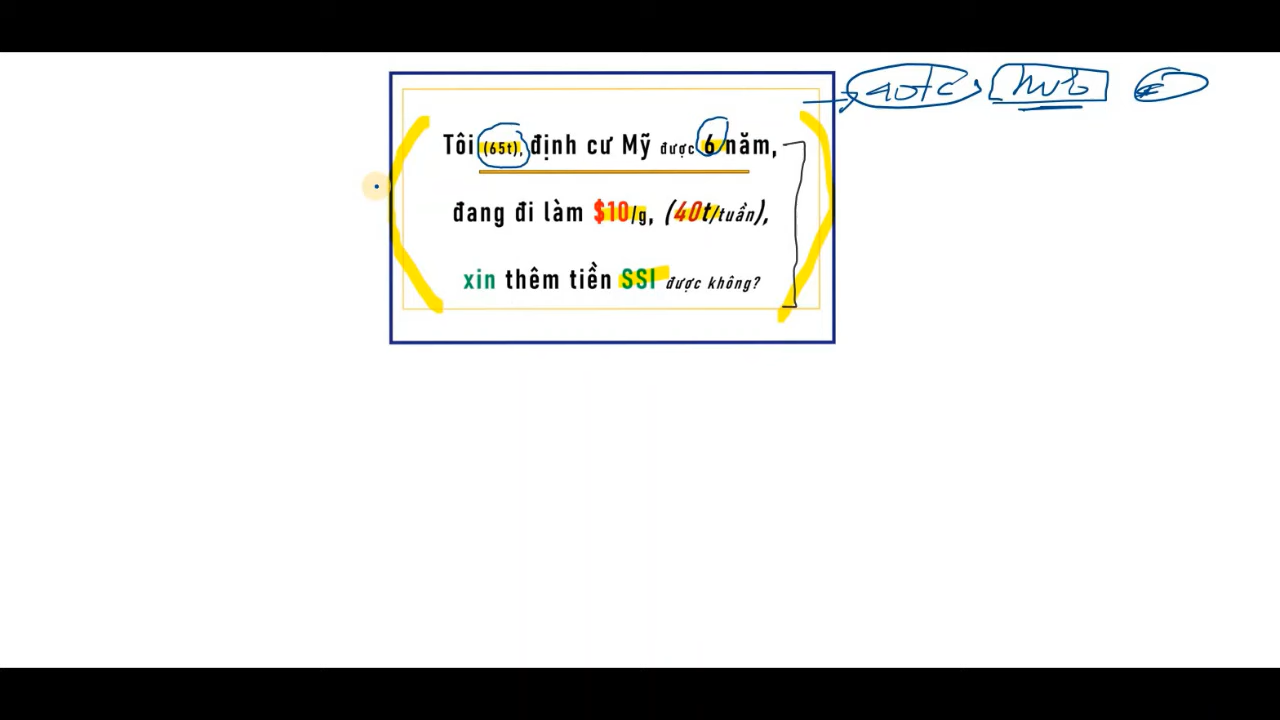 Tôi (65t), định cư Mỹ được 6 năm,
đang đi làm $10/g, (40t/tuần),
xin thêm tiền SSI được không?
40tc